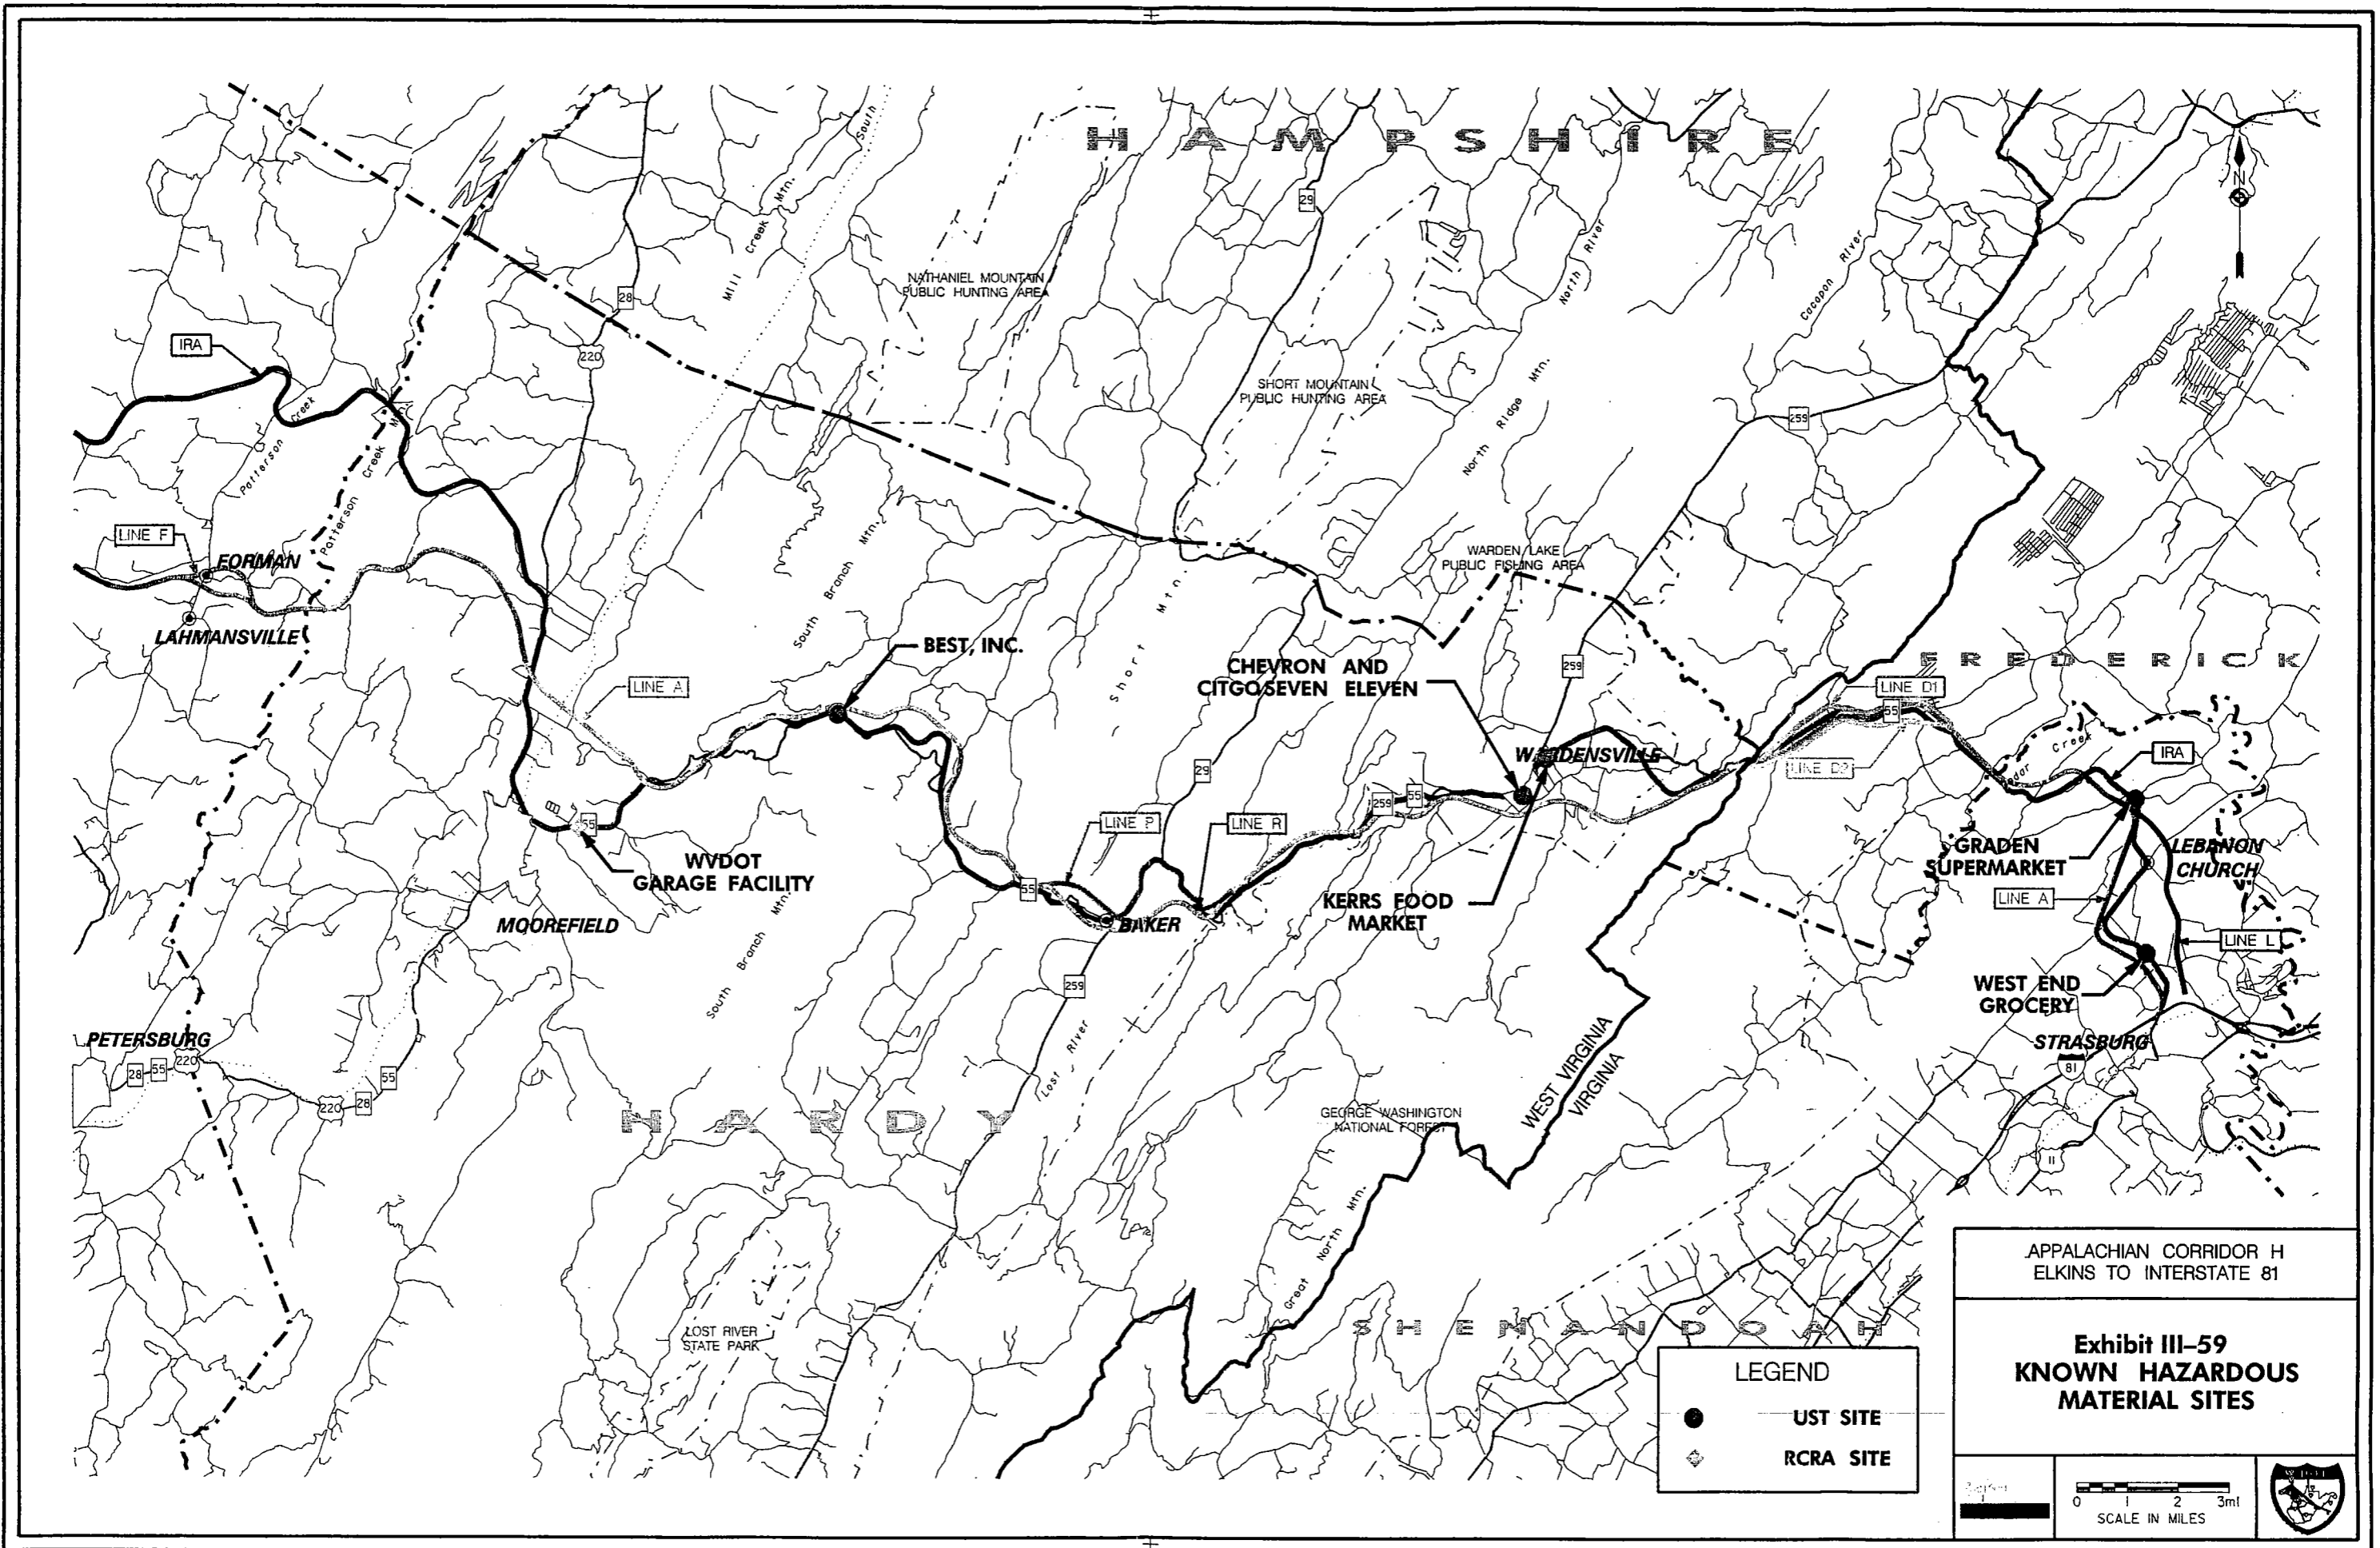 HAMPSHIRE
N
South
Mill Creek Mtn.
29
North River
Cacapon River
NATHANIEL MOUNTAIN
PUBLIC HUNTING AREA
28
IRA
220
SHORT MOUNTAIN
PUBLIC HUNTING AREA
North Ridge Mtn.
259
Patterson Creek
Patterson Creek
LINE F
FORMAN
South Branch Mtn.
WARDEN LAKE
PUBLIC FISHING AREA
Short Mtn.
LAHMANSVILLE
BEST, INC.
CHEVRON AND
CITGOSEVEN ELEVEN
259
FREDERICK
LINE A
LINE D1
55
WARDENSVILLE
IRA
Creek
LINE D2
29
259
55
55
LINE P
LINE R
WVDOT
GARAGE FACILITY
GRADEN
SUPERMARKET
LEBANON
CHURCH
55
KERRS FOOD
MARKET
LINE A
MOOREFIELD
BAKER
South Branch Mtn.
LINE L
259
WEST END
GROCERY
Lost River
PETERSBURG
STRASBURG
28
55
220
81
55
220
28
WEST VIRGINIA
VIRGINIA
HARDY
GEORGE WASHINGTON
NATIONAL FOREST
11
Great North Mtn.
LOST RIVER
STATE PARK
SHENANDOAH
LEGEND
UST SITE
RCRA SITE
APPALACHIAN CORRIDOR H
ELKINS TO INTERSTATE 81
Exhibit III–59
KNOWN HAZARDOUS
MATERIAL SITES
0 1 2 3mi
SCALE IN MILES